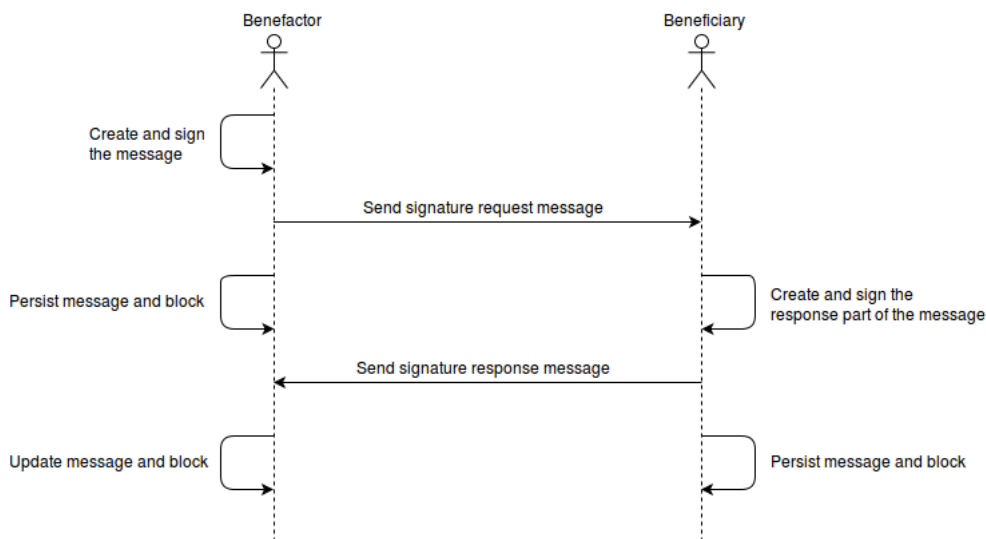 Benefactor
Beneficiary
Create and sign
the message
Send signature request message
Persist message and block
Create and sign the
response part of the message
Send signature response message
Update message and block
Persist message and block